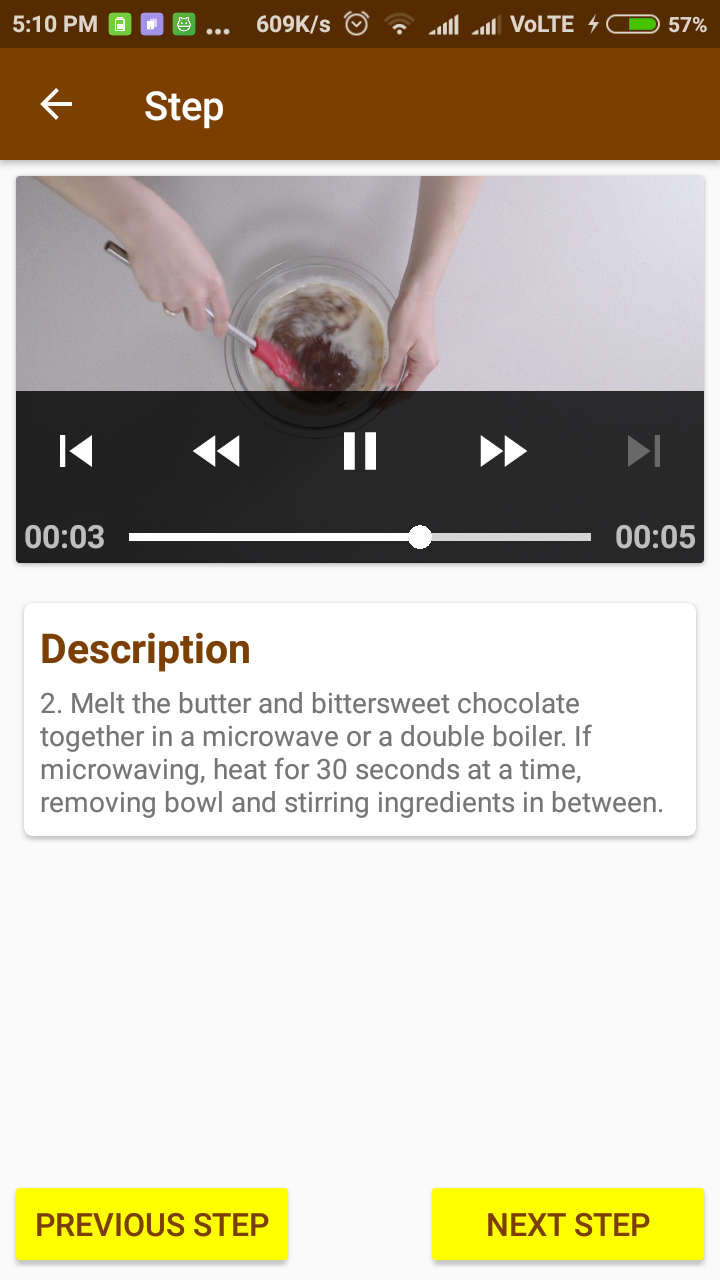 5:10 PM ... 609K/s VoLTE 57%
Step
00:03 00:05
Description
2. Melt the butter and bittersweet chocolate
together in a microwave or a double boiler. If
microwaving, heat for 30 seconds at a time,
removing bowl and stirring ingredients in between.
PREVIOUS STEP NEXT STEP